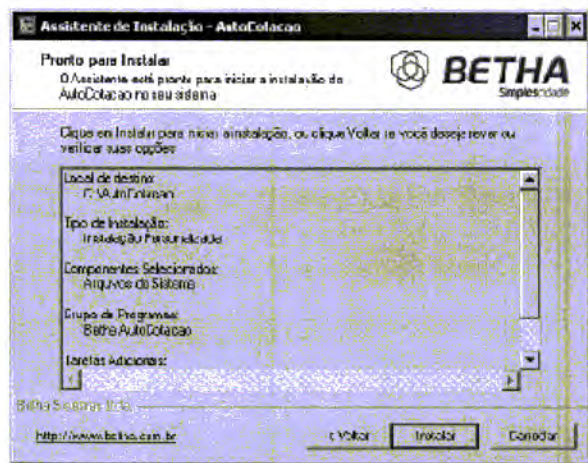 Assistente de Instalação - AutoCotacao
Pronto para Instalar
O Assistente está pronto para iniciar a instalação do
AutoCotacao no seu sistema
BETHA
Simplescidade
Clique em Instalar para iniciar a instalação, ou clique Voltar se você deseja rever ou
verificar suas opções
Local de destino:
C:\AutoCotacao
Tipo de Instalação:
Instalação Personalizada
Componentes Selecionados:
Arquivos do Sistema
Grupo de Programas:
Betha AutoCotacao
Tarefas Adicionais:
Betha Sistemas Ltda.
http://www.betha.com.br
< Voltar
Instalar
Cancelar